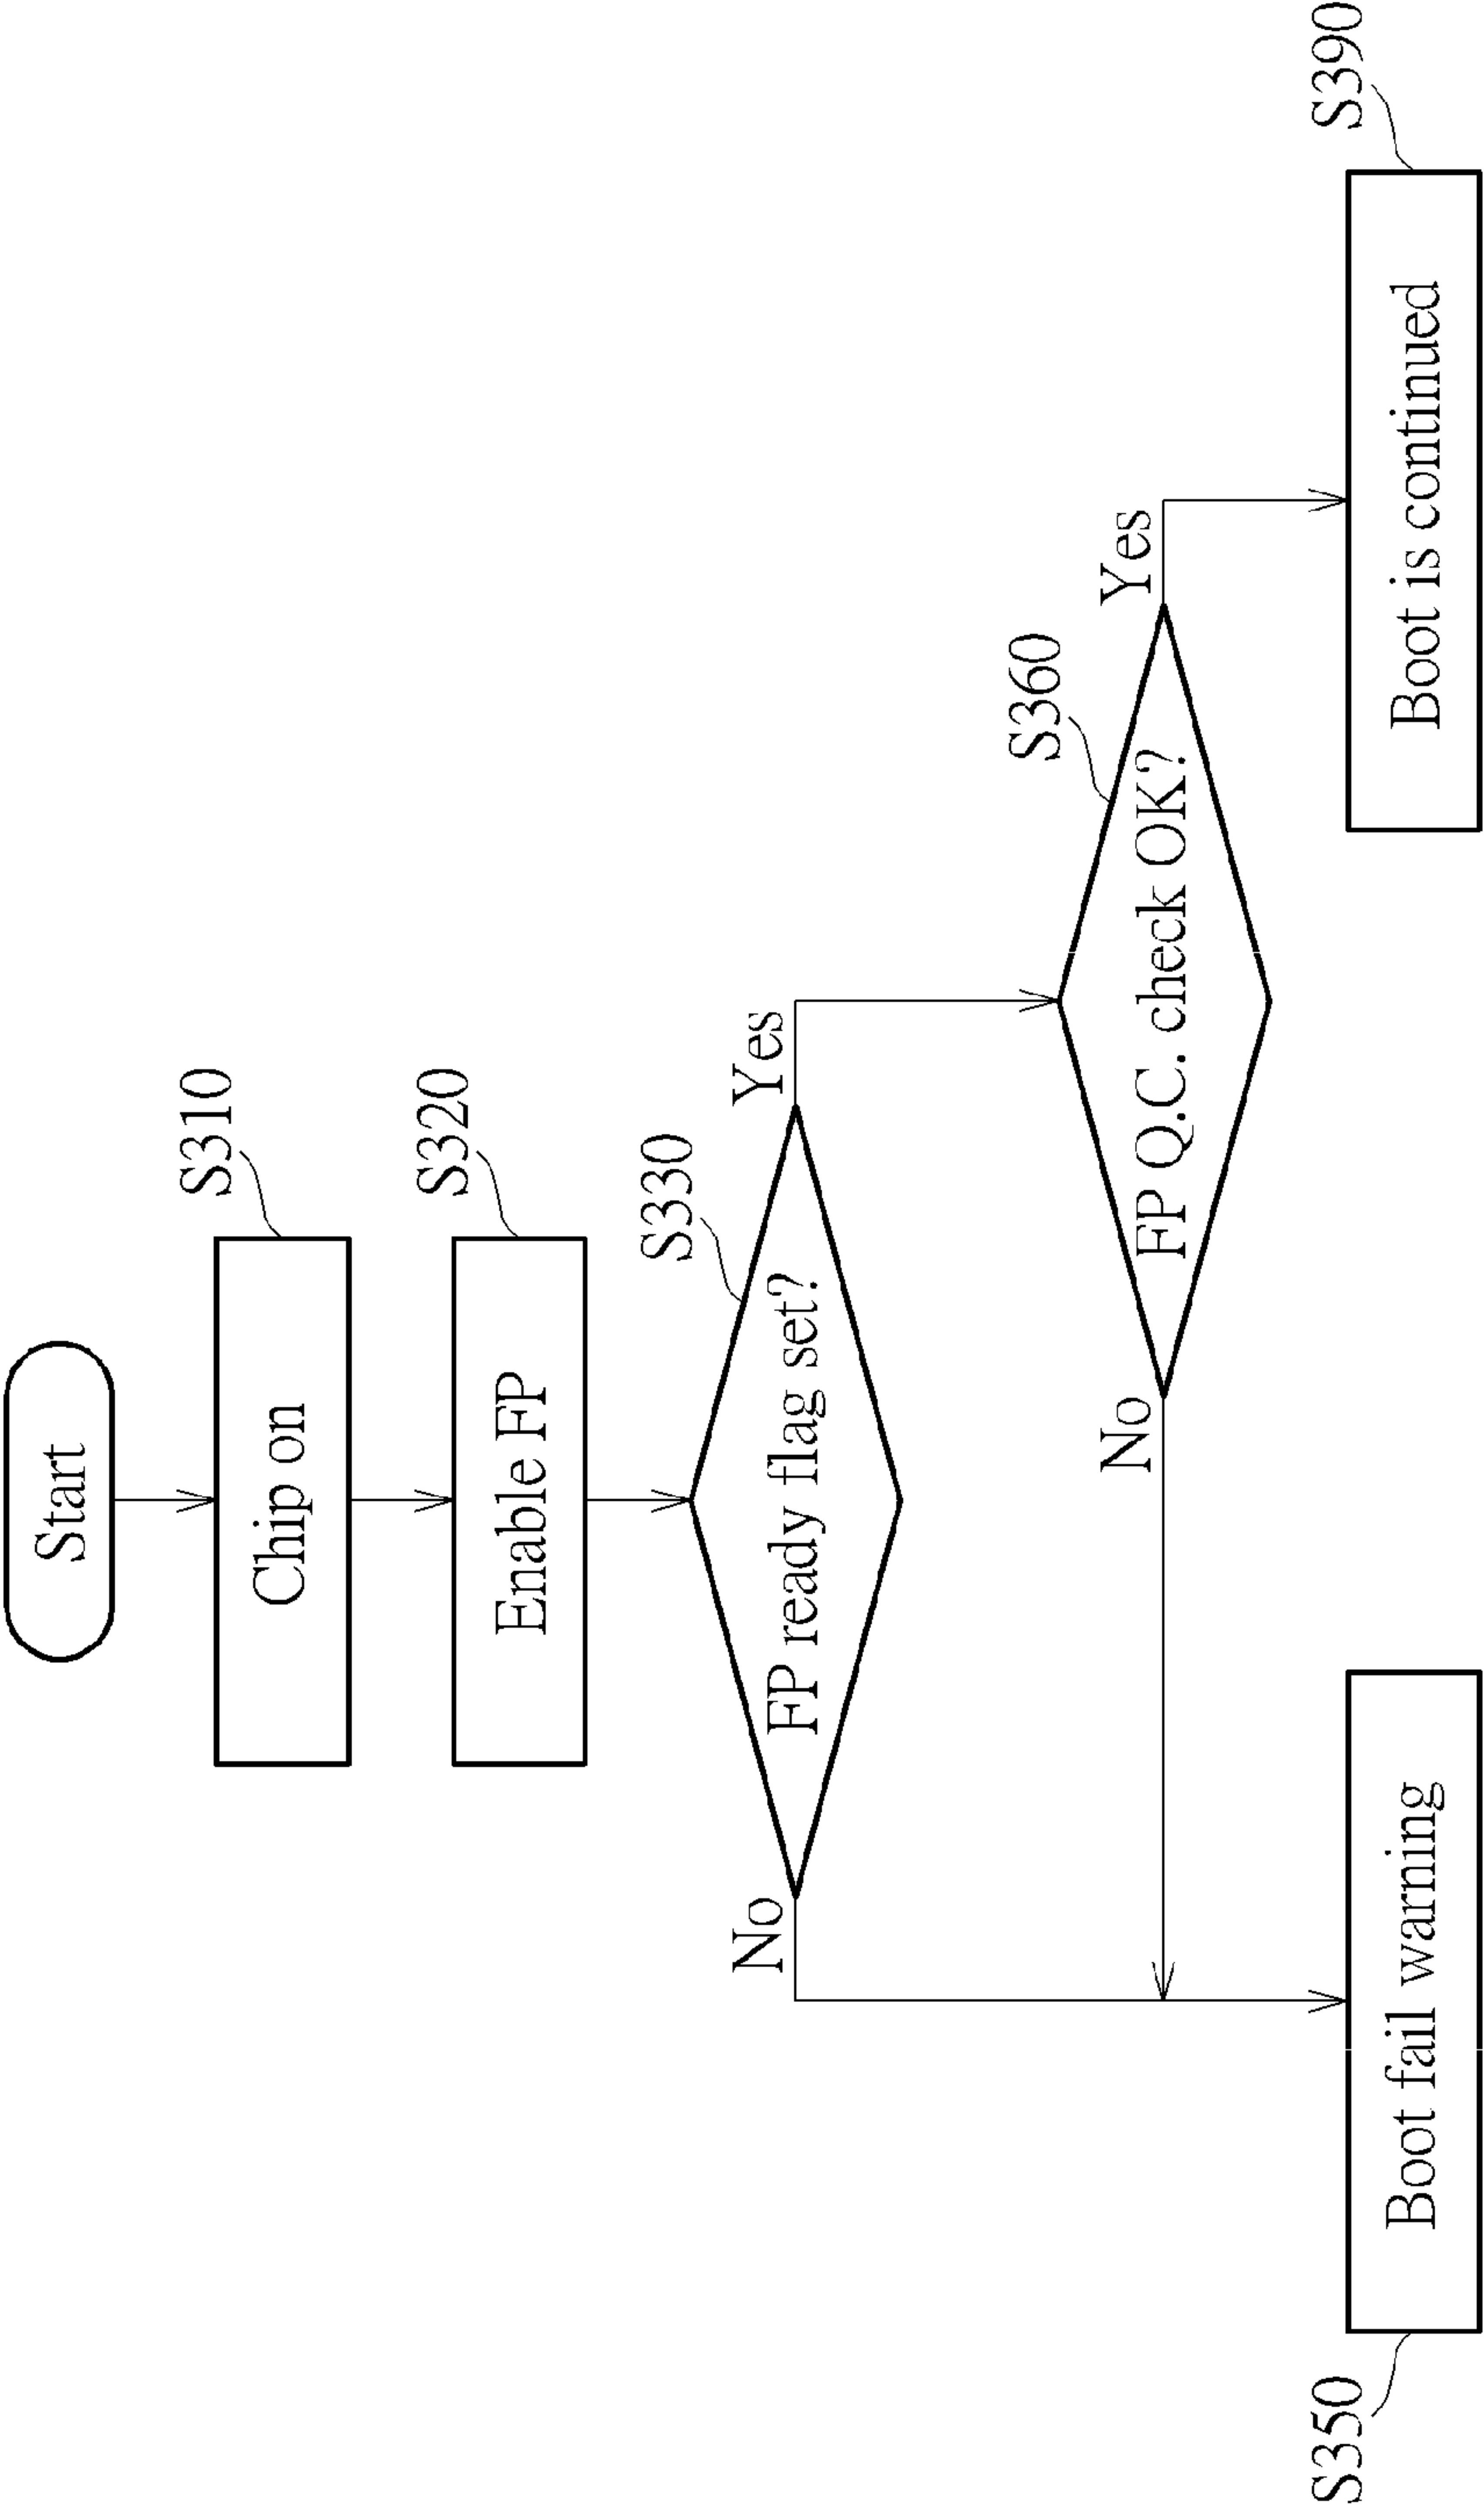 Start
S310
Chip on
S320
Enable FP
S330
FP ready flag set?
No
Yes
S360
FP Q.C. check OK?
No
Yes
S350
Boot fail warning
S390
Boot is continued